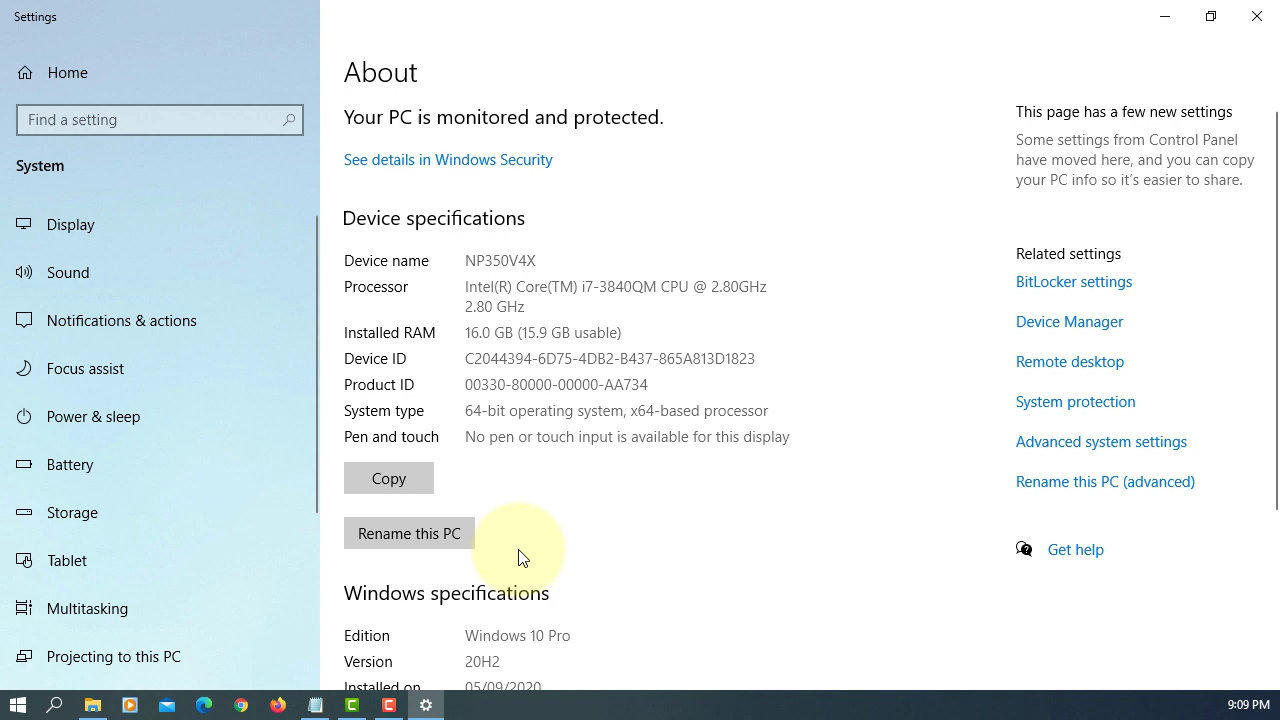 Settings
Home
Find a setting
System
Display
Sound
Notifications & actions
Focus assist
Power & sleep
Battery
Storage
Tablet
Multitasking
Projecting to this PC
About
Your PC is monitored and protected.
See details in Windows Security
Device specifications
Device name NP350V4X
Processor Intel(R) Core(TM) i7-3840QM CPU @ 2.80GHz
2.80 GHz
Installed RAM 16.0 GB (15.9 GB usable)
Device ID C2044394-6D75-4DB2-B437-865A813D1823
Product ID 00330-80000-00000-AA734
System type 64-bit operating system, x64-based processor
Pen and touch No pen or touch input is available for this display
Copy
Rename this PC
Windows specifications
Edition Windows 10 Pro
Version 20H2
Installed on 05/09/2020
This page has a few new settings
Some settings from Control Panel
have moved here, and you can copy
your PC info so it's easier to share.
Related settings
BitLocker settings
Device Manager
Remote desktop
System protection
Advanced system settings
Rename this PC (advanced)
Get help
9:09 PM